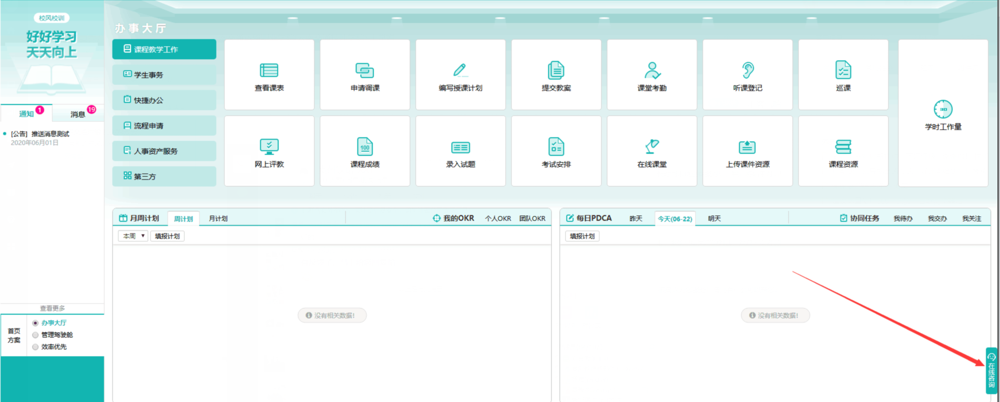 校风校训
好好学习
天天向上
通知 1
消息 19
[公告] 推送消息测试
2020年06月01日
查看更多
首页
方案
办事大厅
管理驾驶舱
效率优先
办事大厅
课程教学工作
学生事务
快捷办公
流程申请
人事资产服务
第三方
查看课表
申请调课
编写授课计划
提交教案
课堂考勤
听课登记
巡课
网上评教
100
课程成绩
录入试题
考试安排
在线课堂
上传课件资源
课程资源
30
学时工作量
月周计划 周计划 月计划
我的OKR 个人OKR 团队OKR
本周 填报计划
没有相关数据!
每日PDCA 昨天 今天(06-22) 明天
协同任务 我待办 我交办 我关注
填报计划
没有相关数据!
在线咨询